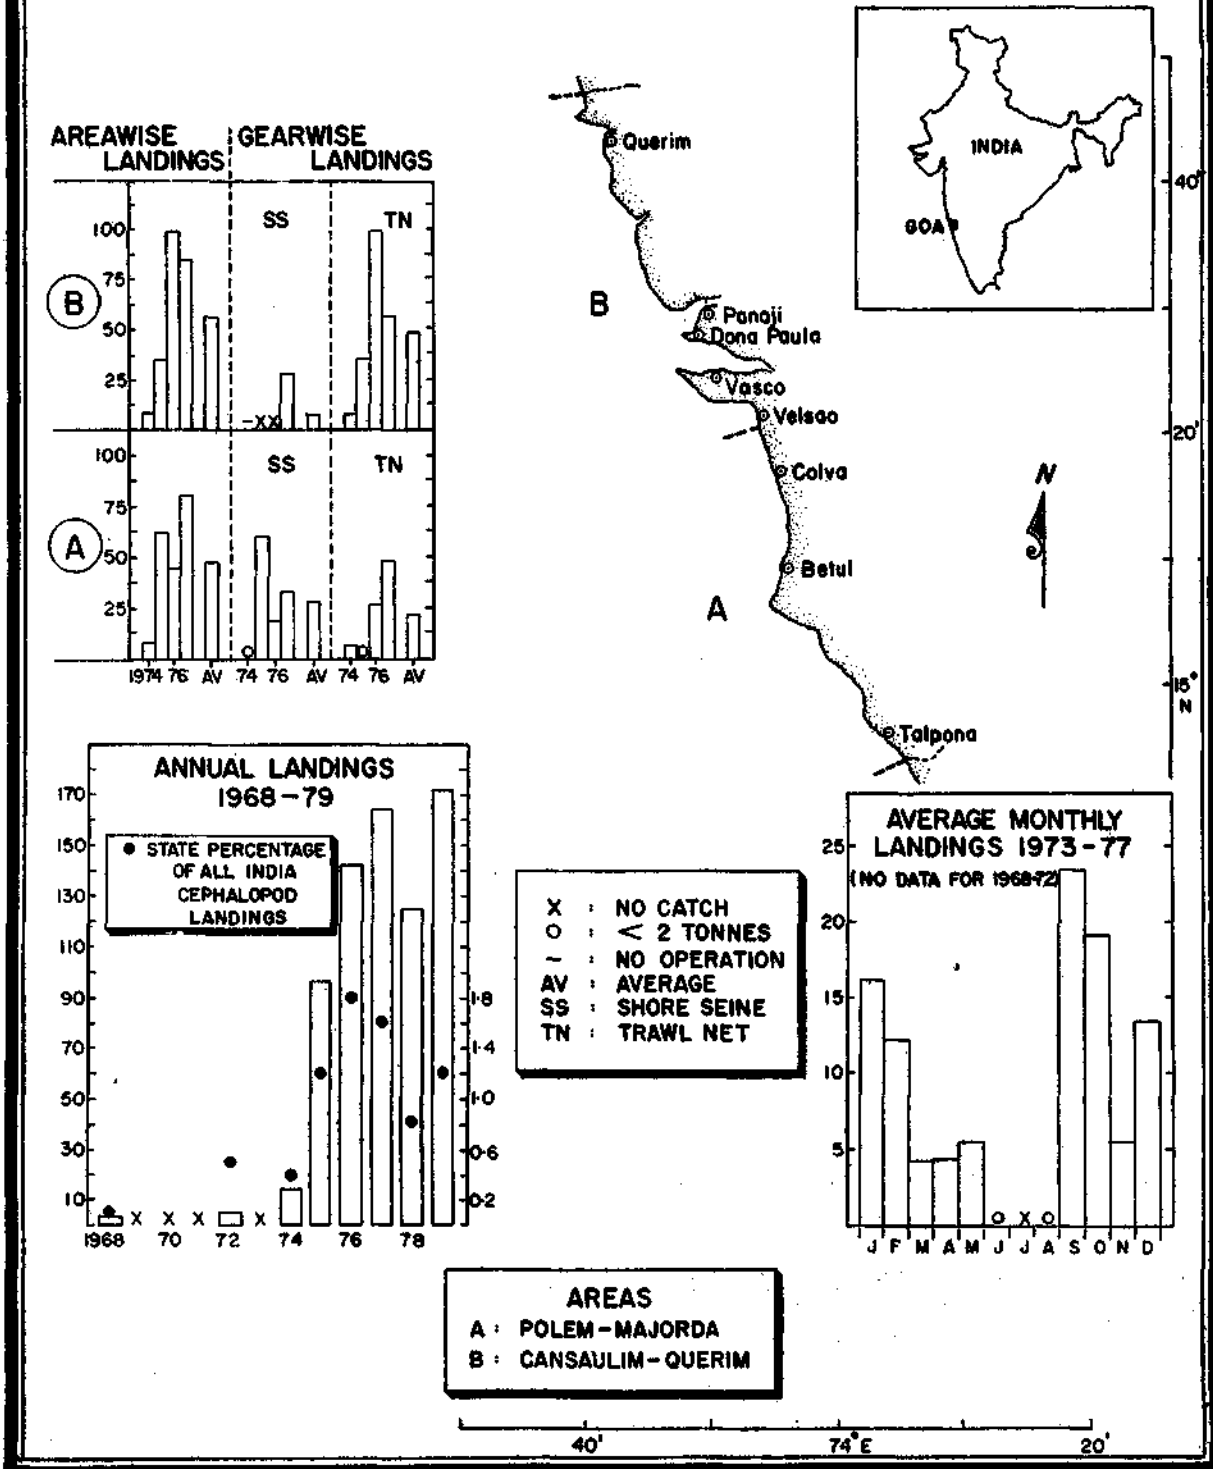 AREAWISE LANDINGS
GEARWISE LANDINGS
SS
TN
100
75
50
25
B
-XX
SS
TN
100
75
50
25
A
O
O
1974 76 AV 74 76 AV 74 76 AV
Querim
B
Panaji
Dona Paula
Vasco
Velsao
Colva
Betul
A
Talpona
N
INDIA
GOA
40'
20'
15°
N
ANNUAL LANDINGS
1968-79
● STATE PERCENTAGE
OF ALL INDIA
CEPHALOPOD
LANDINGS
170
150
130
110
90
70
50
30
10
1·8
1·4
1·0
0·6
0·2
X X X X
1968 70 72 74 76 78
X : NO CATCH
O : < 2 TONNES
- : NO OPERATION
AV : AVERAGE
SS : SHORE SEINE
TN : TRAWL NET
AVERAGE MONTHLY
LANDINGS 1973-77
(NO DATA FOR 1968-72)
25
20
15
10
5
O X O
J F M A M J J A S O N D
AREAS
A : POLEM-MAJORDA
B : CANSAULIM-QUERIM
40' 74°E 20'